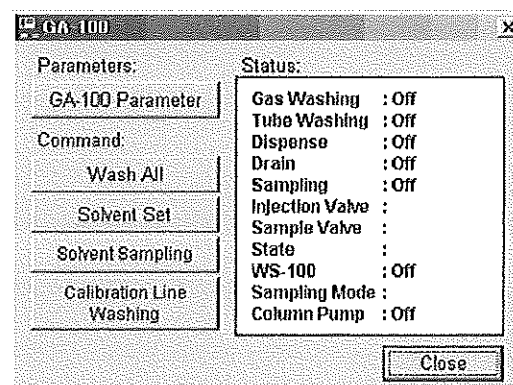 GA-100
Parameters:
GA-100 Parameter
Command:
Wash All
Solvent Set
Solvent Sampling
Calibration Line
Washing
Status:
Gas Washing : Off
Tube Washing : Off
Dispense : Off
Drain : Off
Sampling : Off
Injection Valve :
Sample Valve :
State :
WS-100 : Off
Sampling Mode :
Column Pump : Off
Close